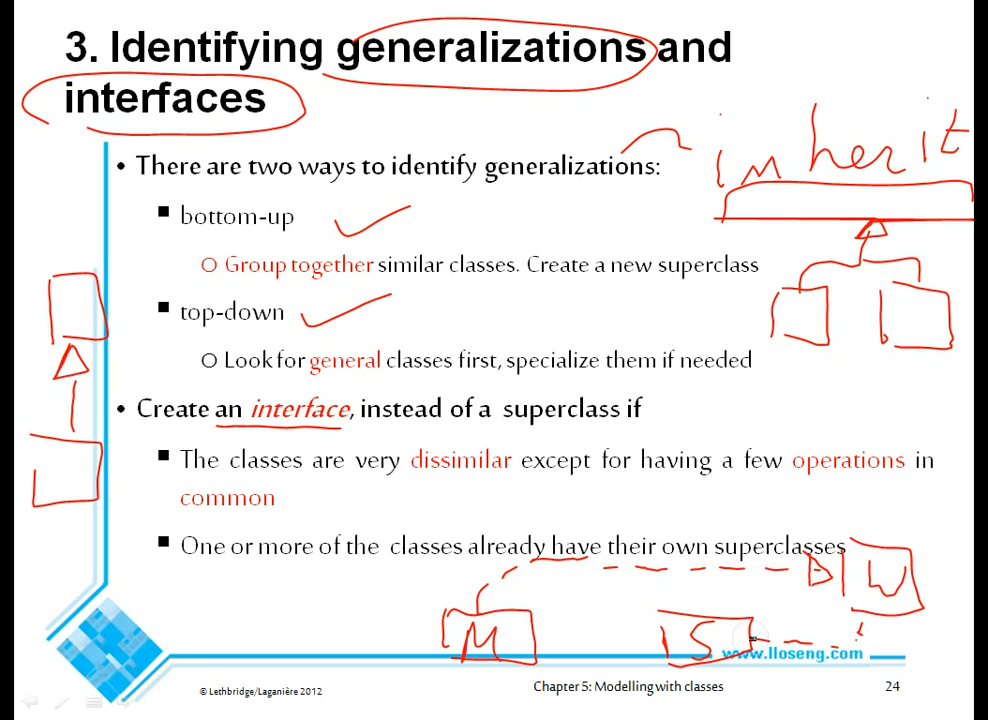 3. Identifying generalizations and
interfaces
inherit
• There are two ways to identify generalizations:
▪ bottom-up
○ Group together similar classes. Create a new superclass
▪ top-down
○ Look for general classes first, specialize them if needed
• Create an interface, instead of a superclass if
▪ The classes are very dissimilar except for having a few operations in
common
▪ One or more of the classes already have their own superclasses
W
M
S
www.lloseng.com
© Lethbridge/Laganière 2012
Chapter 5: Modelling with classes
24